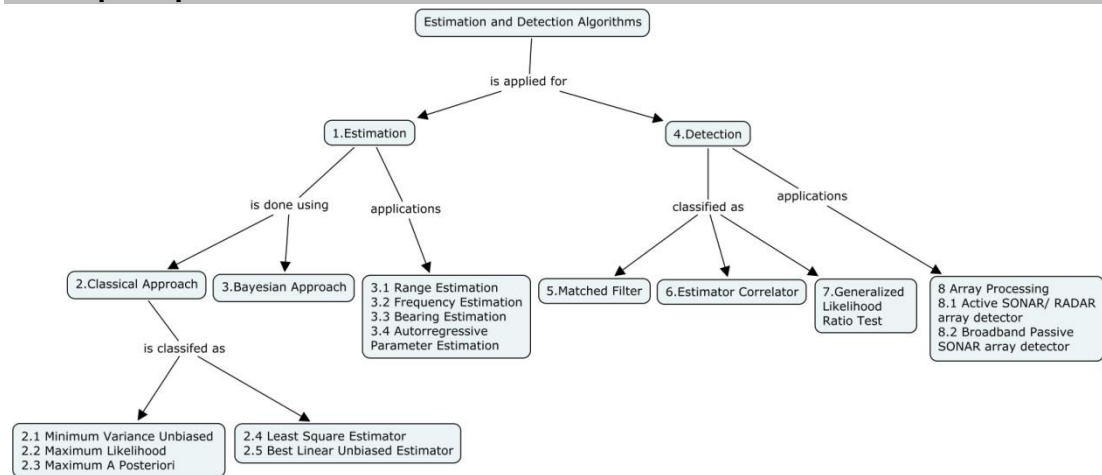 Estimation and Detection Algorithms
is applied for
1.Estimation
4.Detection
is done using
applications
classified as
applications
2.Classical Approach
3.Bayesian Approach
3.1 Range Estimation
3.2 Frequency Estimation
3.3 Bearing Estimation
3.4 Autorregressive
Parameter Estimation
5.Matched Filter
6.Estimator Correlator
7.Generalized
Likelihood
Ratio Test
8 Array Processing
8.1 Active SONAR/ RADAR
array detector
8.2 Broadband Passive
SONAR array detector
is classifed as
2.1 Minimum Variance Unbiased
2.2 Maximum Likelihood
2.3 Maximum A Posteriori
2.4 Least Square Estimator
2.5 Best Linear Unbiased Estimator